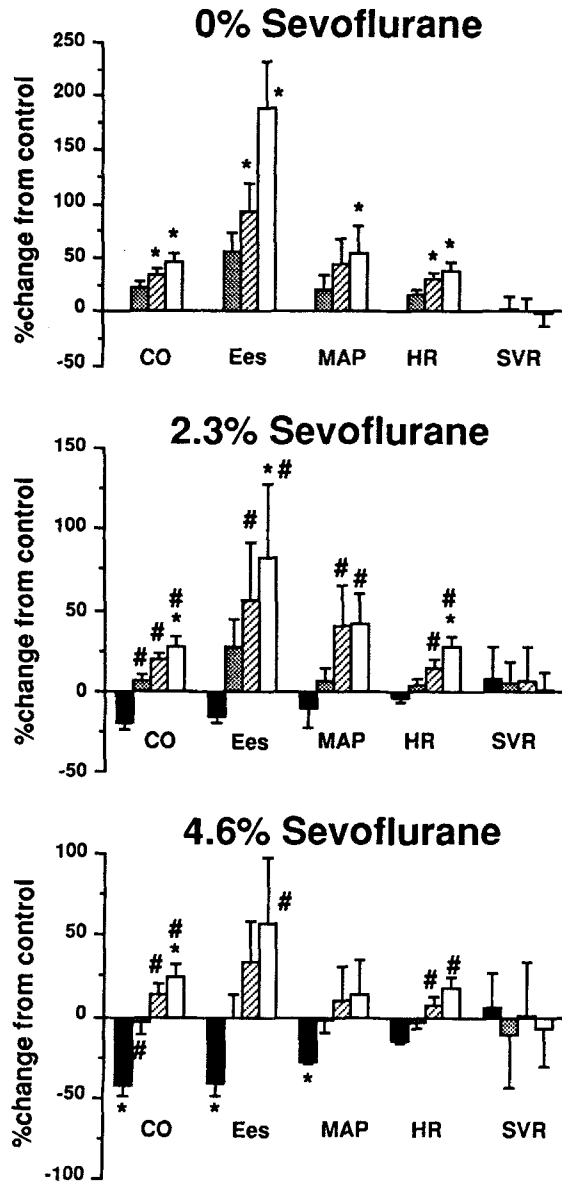 0% Sevoflurane
%change from control
250
200
150
100
50
0
-50
* * * * * * *
CO Ees MAP HR SVR
2.3% Sevoflurane
%change from control
150
100
50
0
-50
# # # * # * # # # # # *
CO Ees MAP HR SVR
4.6% Sevoflurane
%change from control
100
50
0
-50
-100
* # # # * * # * # #
CO Ees MAP HR SVR